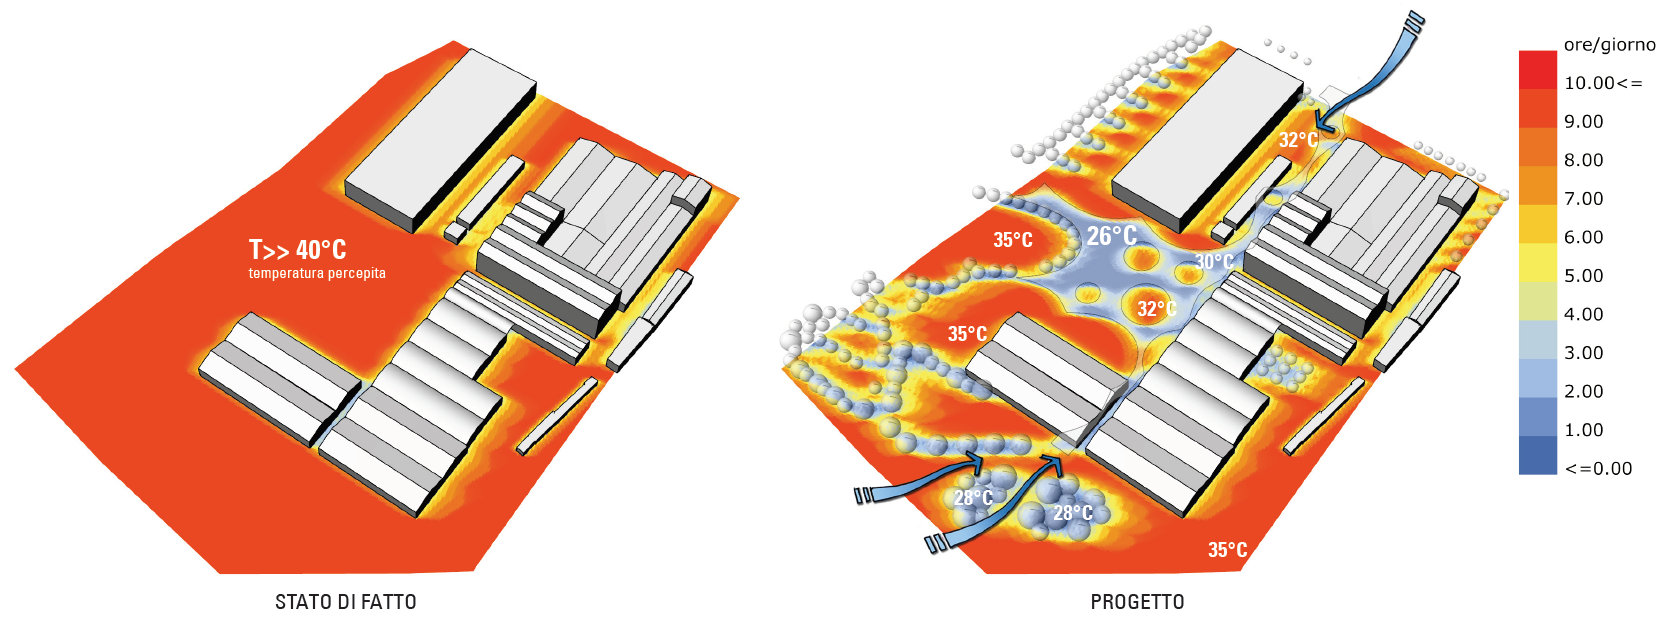 T>> 40°C
temperatura percepita
STATO DI FATTO
32°C
35°C
26°C
30°C
32°C
35°C
28°C
28°C
35°C
PROGETTO
ore/giorno
10.00<=
9.00
8.00
7.00
6.00
5.00
4.00
3.00
2.00
1.00
<=0.00